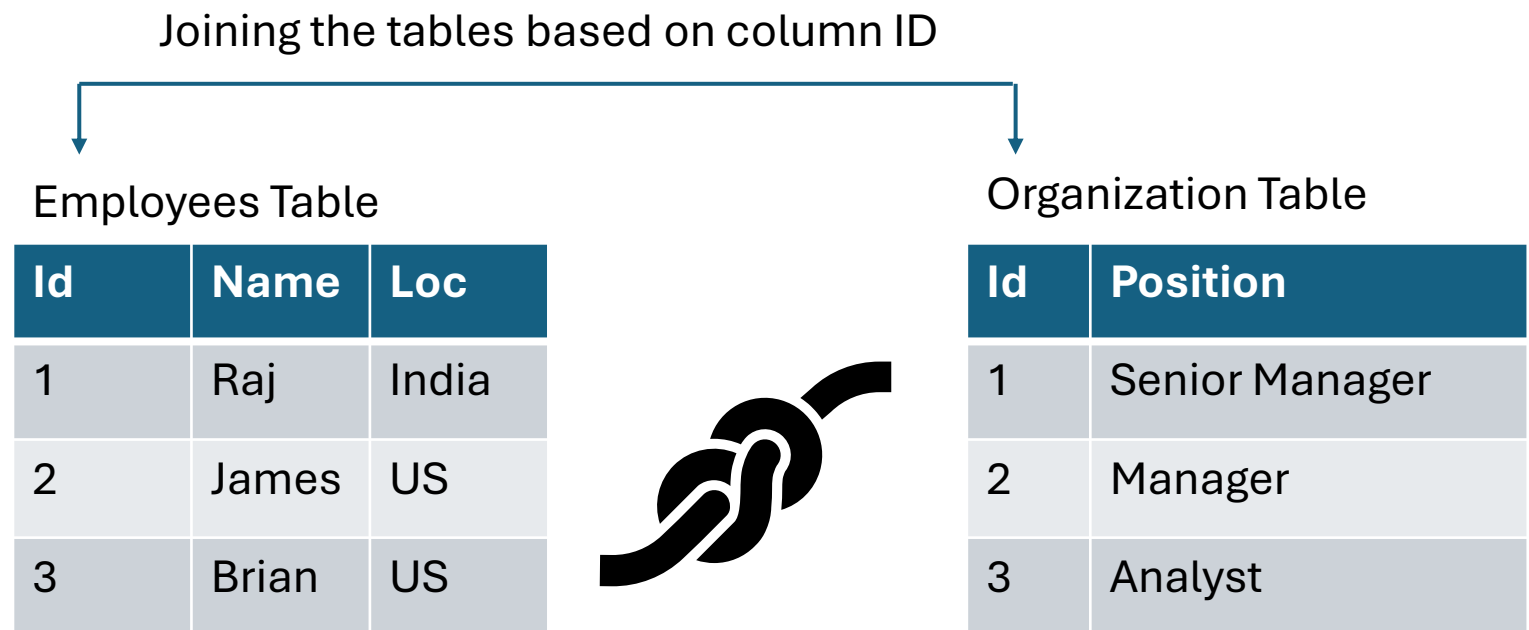 Joining the tables based on column ID
Employees Table
Id Name Loc
1 Raj India
2 James US
3 Brian US
Organization Table
Id Position
1 Senior Manager
2 Manager
3 Analyst